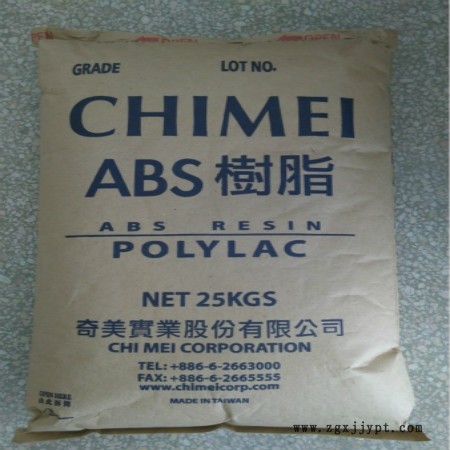 OPEN
GRADE LOT NO.
CHIMEI
ABS 樹脂
ABS RESIN
POLYLAC
NET 25KGS
奇美實業股份有限公司
CHI MEI CORPORATION
TEL: +886-6-2663000
FAX: +886-6-2665555
www.chimeicorp.com
MADE IN TAIWAN
www.zgxjjypt.com